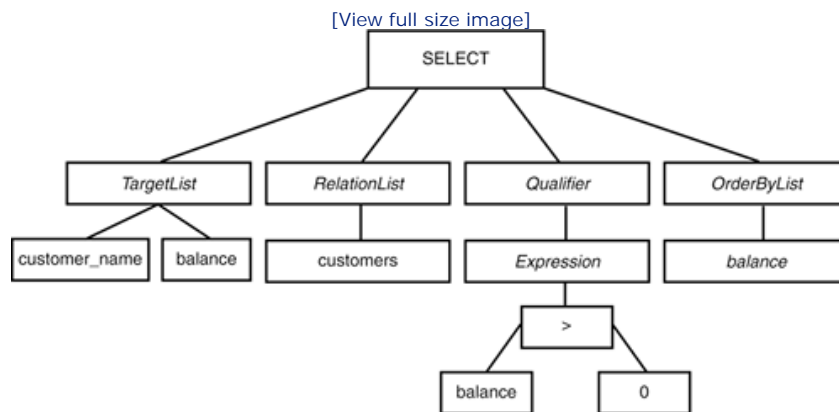 [View full size image]
SELECT
TargetList RelationList Qualifier OrderByList
customer_name balance customers Expression balance
>
balance 0